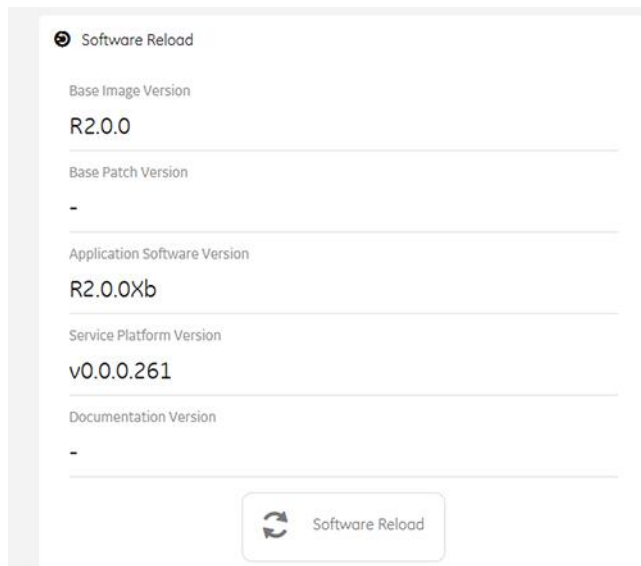 Software Reload
Base Image Version
R2.0.0
Base Patch Version
-
Application Software Version
R2.0.0Xb
Service Platform Version
v0.0.0.261
Documentation Version
-
Software Reload